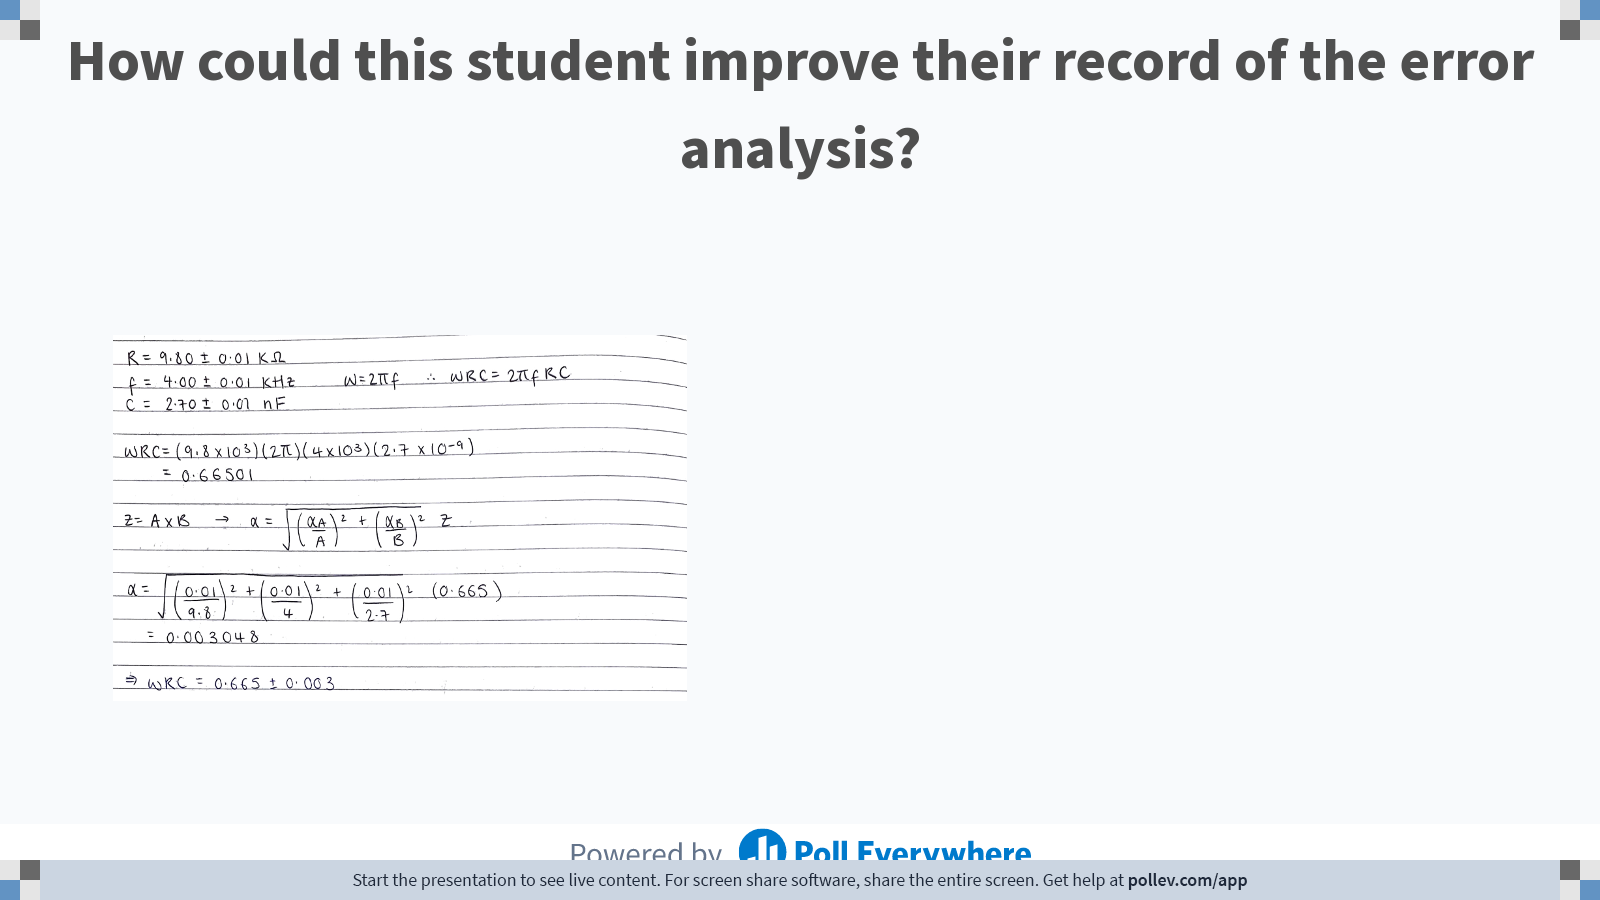 How could this student improve their record of the error
analysis?
R = 9.80 ± 0.01 KΩ
f = 4.00 ± 0.01 KHz    ω=2πf  ∴ ωRC = 2πfRC
C = 2.70 ± 0.01 nF
ωRC = (9.8×10³)(2π)(4×10³)(2.7 ×10⁻⁹)
= 0.66501
Z = A×B → α = √((αA/A)² + (αB/B)²) Z
α = √((0.01/9.8)² + (0.01/4)² + (0.01/2.7)²) (0.665)
= 0.003048
⇒ ωRC = 0.665 ± 0.003
Powered by Poll Everywhere
Start the presentation to see live content. For screen share software, share the entire screen. Get help at pollev.com/app